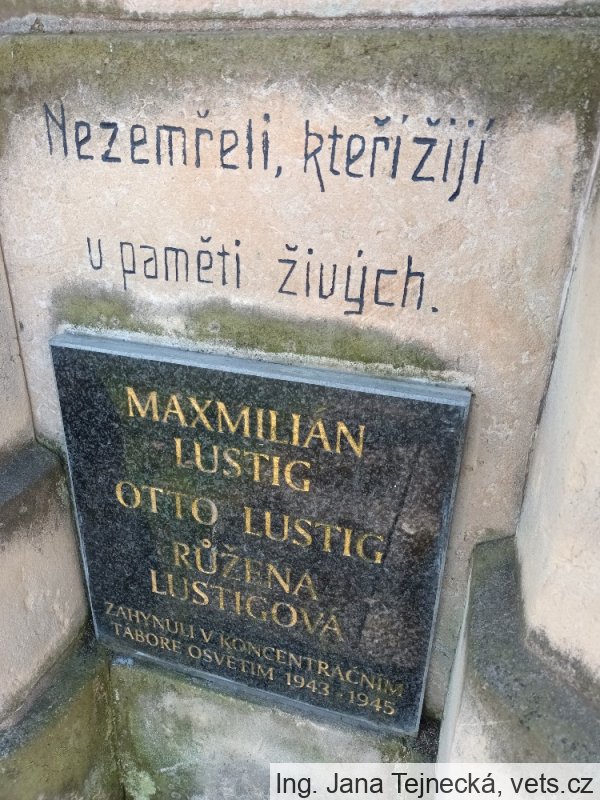 Nezemřeli, kteří žijí
v paměti živých.
MAXMILIÁN
LUSTIG
OTTO LUSTIG
RŮŽENA
LUSTIGOVÁ
ZAHYNULI V KONCENTRAČNÍM
TÁBOŘE OSVĚTIM 1943 - 1945
Ing. Jana Tejnecká, vets.cz